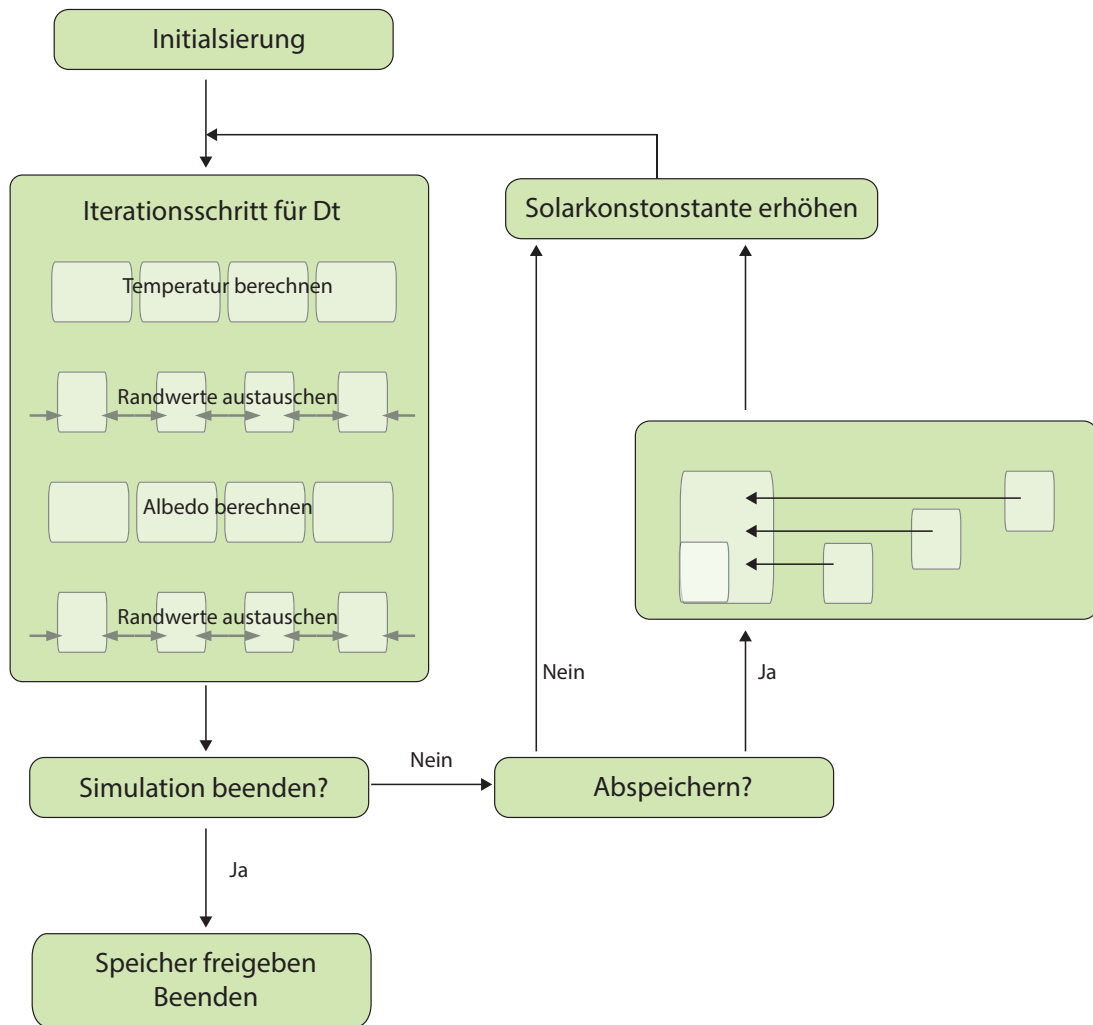 Initialsierung
Iterationsschritt für Dt
Temperatur berechnen
Randwerte austauschen
Albedo berechnen
Randwerte austauschen
Solarkonstonstante erhöhen
Nein
Ja
Simulation beenden?
Nein
Abspeichern?
Ja
Speicher freigeben
Beenden